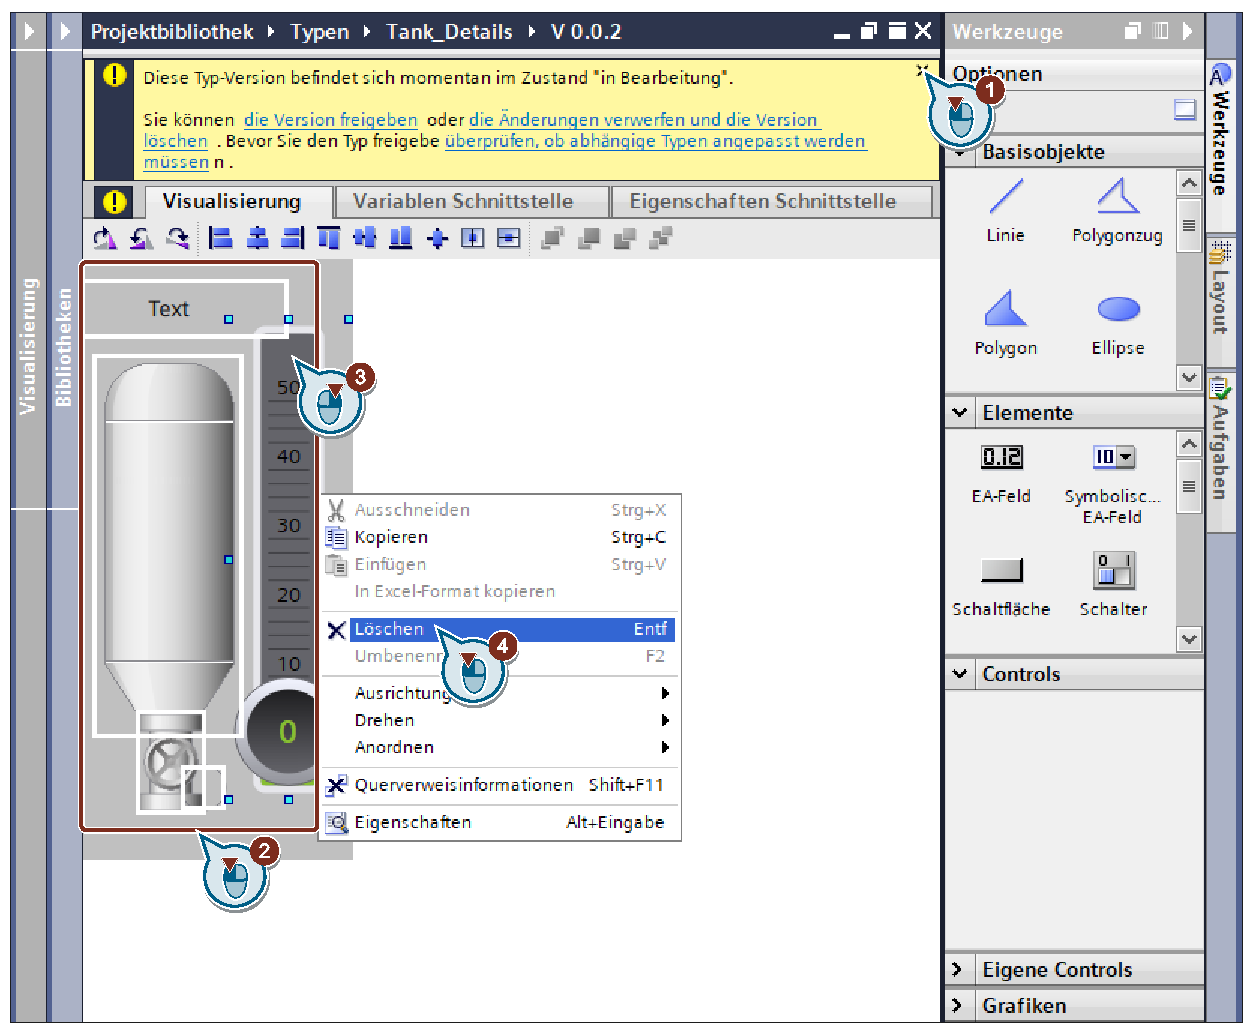 Projektbibliothek ▸ Typen ▸ Tank_Details ▸ V 0.0.2
Werkzeuge
Diese Typ-Version befindet sich momentan im Zustand "in Bearbeitung".
Sie können die Version freigeben oder die Änderungen verwerfen und die Version
löschen . Bevor Sie den Typ freigebe überprüfen, ob abhängige Typen angepasst werden
müssen n .
Visualisierung
Variablen Schnittstelle
Eigenschaften Schnittstelle
Visualisierung
Bibliotheken
Text
50
40
30
20
10
0
1
2
3
4
Ausschneiden Strg+X
Kopieren Strg+C
Einfügen Strg+V
In Excel-Format kopieren
Löschen Entf
F2
Drehen
Anordnen
Querverweisinformationen Shift+F11
Eigenschaften Alt+Eingabe
Optionen
Basisobjekte
Linie
Polygonzug
Polygon
Ellipse
Elemente
0.12
10
EA-Feld
Symbolisc...
EA-Feld
0 I
Schaltfläche
Schalter
Controls
Eigene Controls
Grafiken
Werkzeuge
Layout
Aufgaben